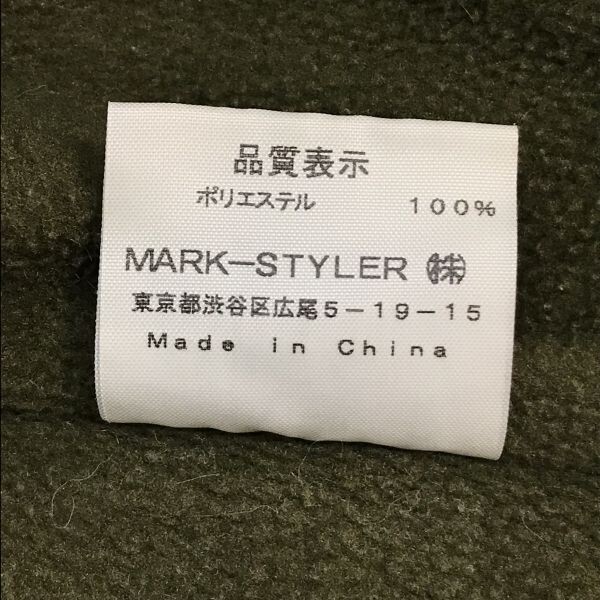 品質表示
ポリエステル 100%
MARK-STYLER ㈱
東京都渋谷区広尾5-19-15
Made in China